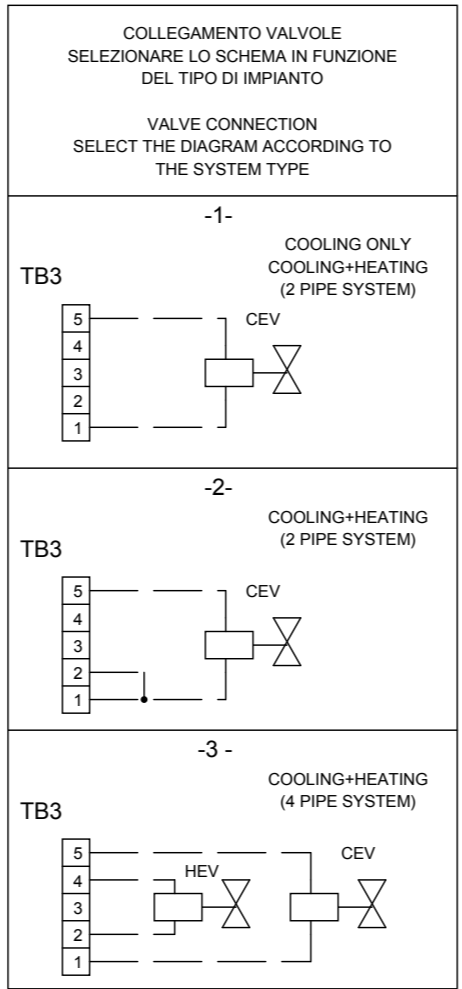 COLLEGAMENTO VALVOLE
SELEZIONARE LO SCHEMA IN FUNZIONE
DEL TIPO DI IMPIANTO
VALVE CONNECTION
SELECT THE DIAGRAM ACCORDING TO
THE SYSTEM TYPE
-1-
COOLING ONLY
COOLING+HEATING
(2 PIPE SYSTEM)
TB3
5
CEV
4
3
2
1
-2-
COOLING+HEATING
(2 PIPE SYSTEM)
TB3
5
CEV
4
3
2
1
-3 -
COOLING+HEATING
(4 PIPE SYSTEM)
TB3
5
CEV
HEV
4
3
2
1